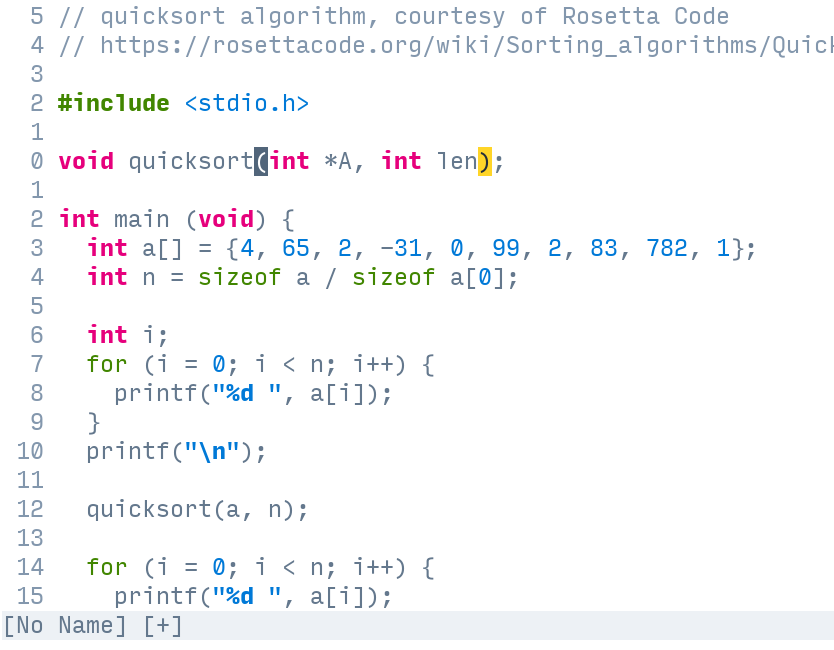 5 // quicksort algorithm, courtesy of Rosetta Code
4 // https://rosettacode.org/wiki/Sorting_algorithms/Quick
3
2 #include <stdio.h>
1
0 void quicksort(int *A, int len);
1
2 int main (void) {
3   int a[] = {4, 65, 2, -31, 0, 99, 2, 83, 782, 1};
4   int n = sizeof a / sizeof a[0];
5
6   int i;
7   for (i = 0; i < n; i++) {
8     printf("%d ", a[i]);
9   }
10   printf("\n");
11
12   quicksort(a, n);
13
14   for (i = 0; i < n; i++) {
15     printf("%d ", a[i]);
[No Name] [+]